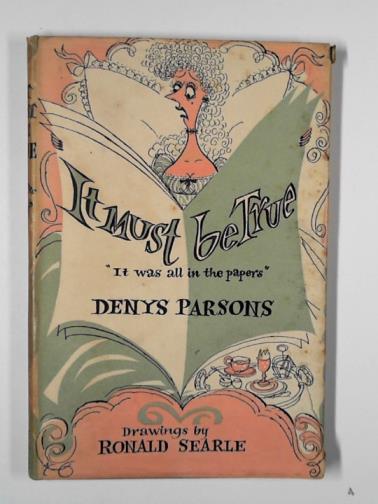 It Must be True
"It was all in the papers"
DENYS PARSONS
Drawings by
RONALD SEARLE